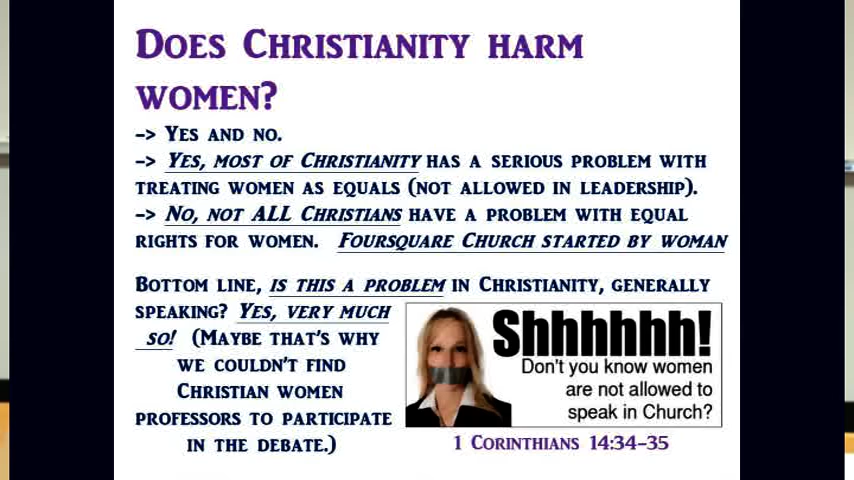 Does Christianity harm
women?
-> Yes and no.
-> Yes, most of Christianity has a serious problem with
treating women as equals (not allowed in leadership).
-> No, not ALL Christians have a problem with equal
rights for women. Foursquare Church started by woman
Bottom line, is this a problem in Christianity, generally
speaking? Yes, very much
so! (Maybe that's why
we couldn't find
Christian women
professors to participate
in the debate.)
Shhhhhhh!
Don't you know women
are not allowed to
speak in Church?
1 Corinthians 14:34-35